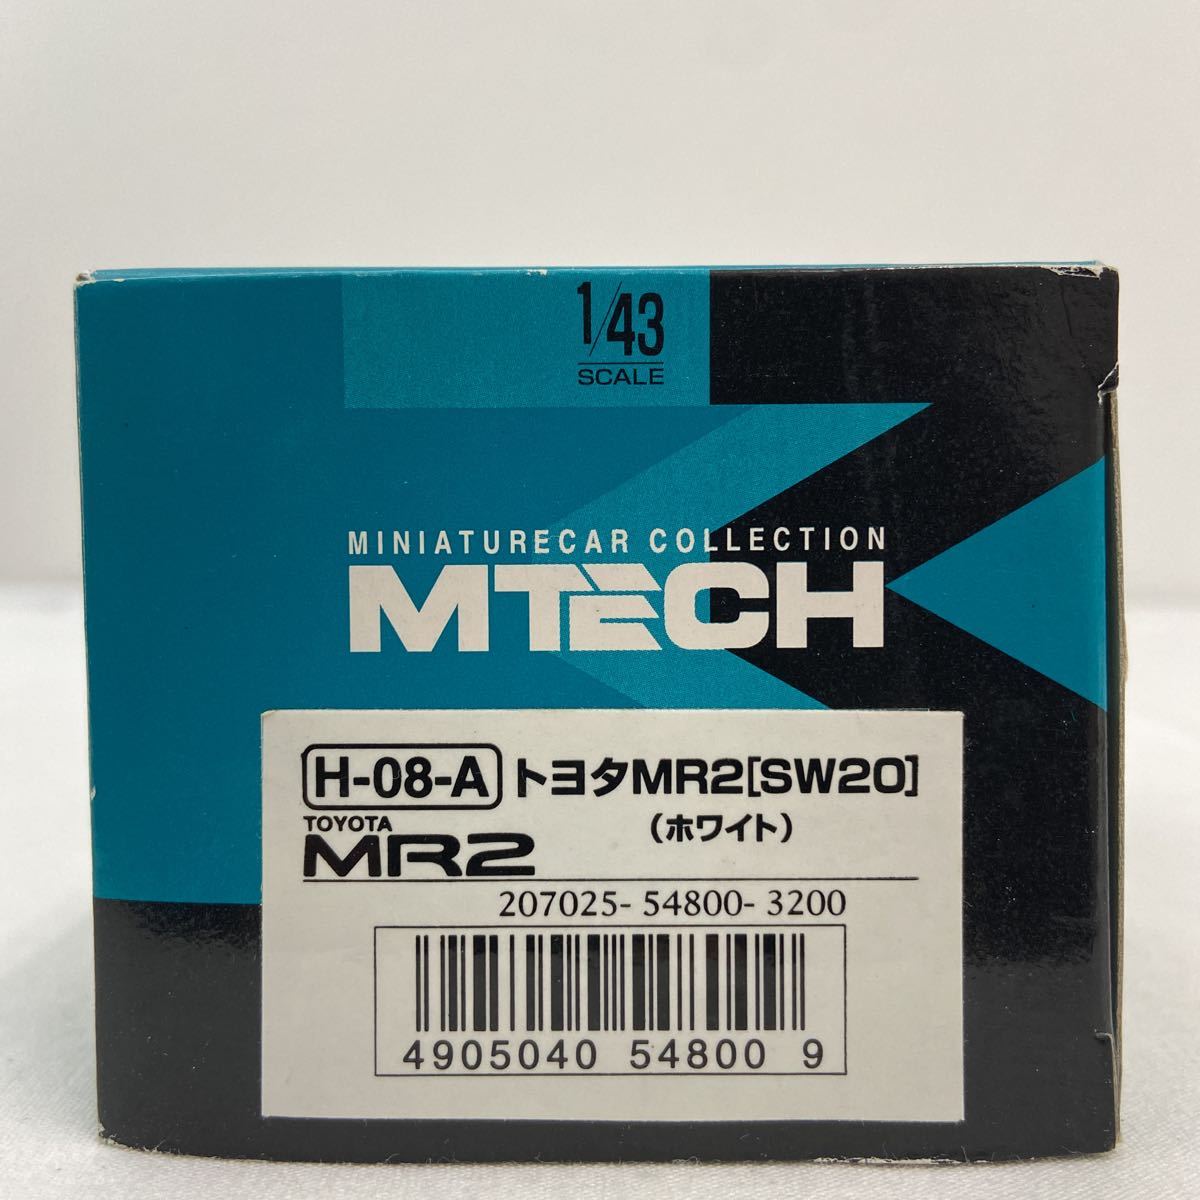 1/43
SCALE
MINIATURECAR COLLECTION
MTECH
H-08-A トヨタMR2[SW20]
(ホワイト)
TOYOTA
MR2
207025- 54800- 3200
4905040 54800 9